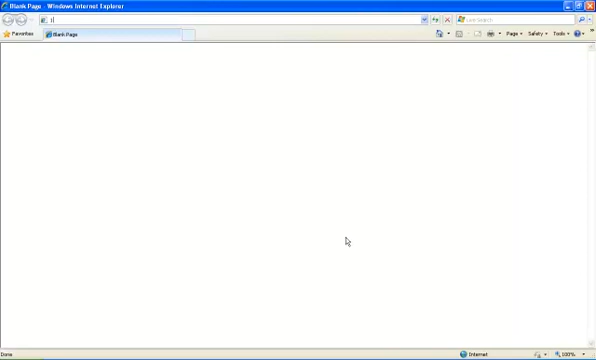 Blank Page - Windows Internet Explorer
Live Search
Favorites
Blank Page
Page
Safety
Tools
Done
Internet
100%